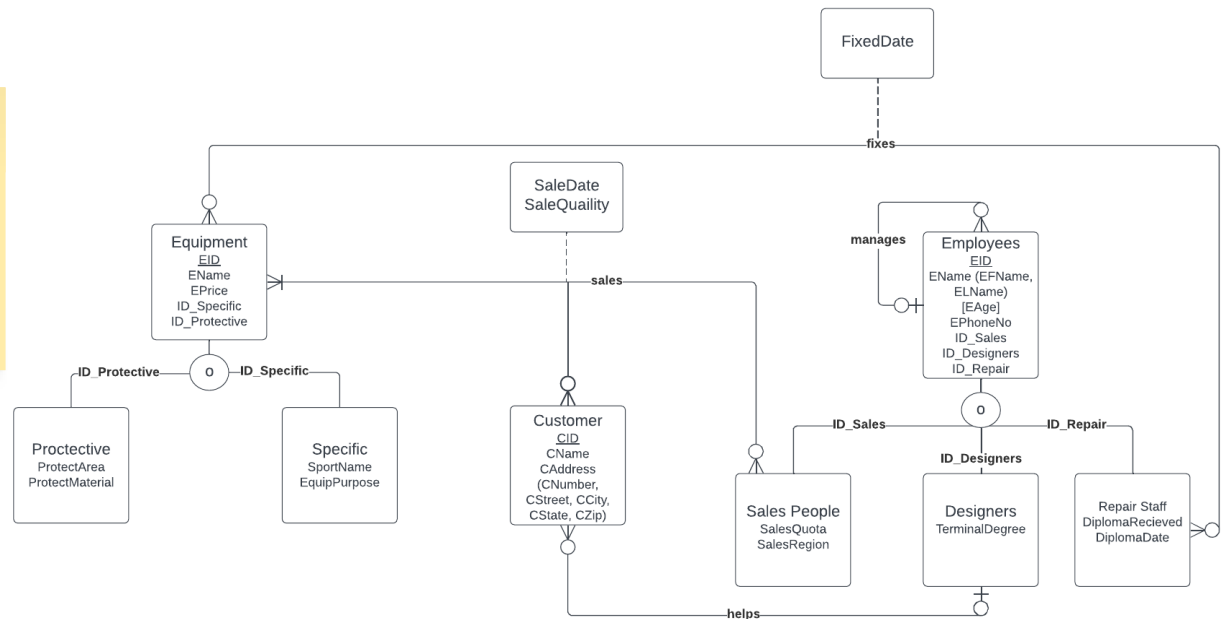 FixedDate
fixes
SaleDate
SaleQuaility
manages
Equipment
EID
EName
EPrice
ID_Specific
ID_Protective
sales
Employees
EID
EName (EFName,
ELName)
[EAge]
EPhoneNo
ID_Sales
ID_Designers
ID_Repair
ID_Protective
O
ID_Specific
O
Proctective
ProtectArea
ProtectMaterial
Specific
SportName
EquipPurpose
Customer
CID
CName
CAddress
(CNumber,
CStreet, CCity,
CState, CZip)
ID_Sales
ID_Designers
ID_Repair
Sales People
SalesQuota
SalesRegion
Designers
TerminalDegree
Repair Staff
DiplomaRecieved
DiplomaDate
helps